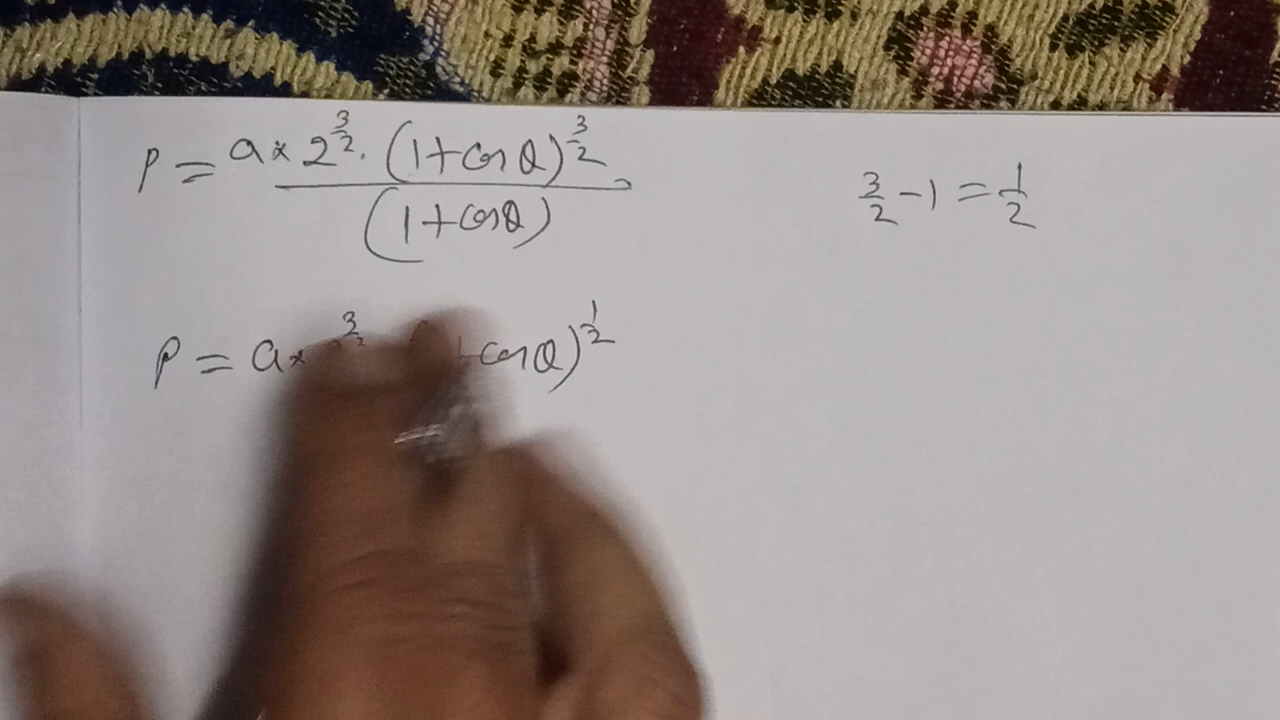 P = a × 2^{3/2} · (1 + cos θ)^{3/2} / (1 + cos θ)
3/2 - 1 = 1/2
P = a × + cos θ)^{1/2}